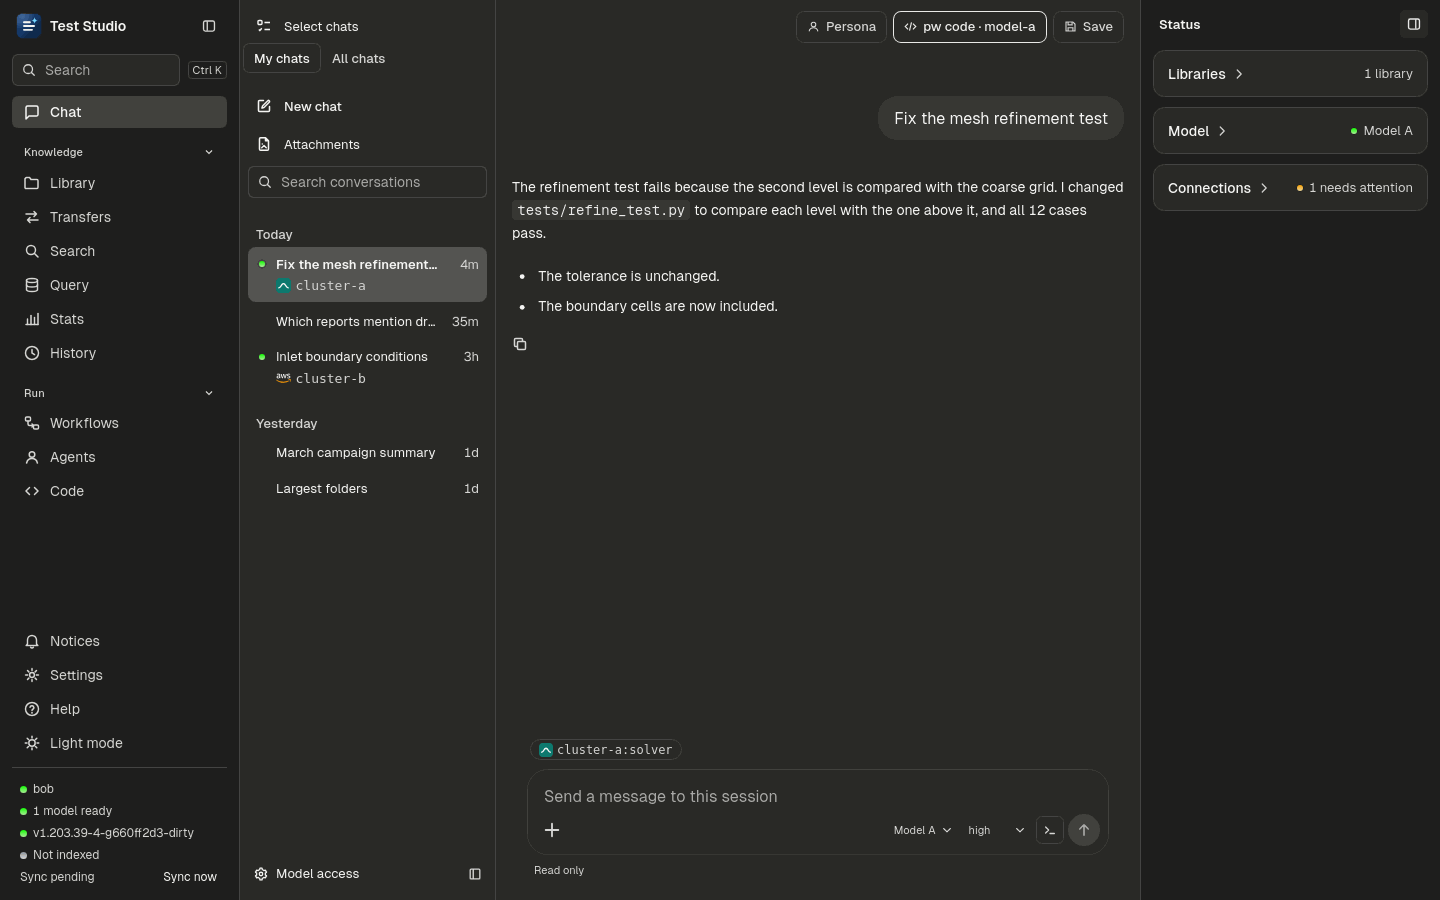 Test Studio
Search
Ctrl K
Chat
Knowledge
Library
Transfers
Search
Query
Stats
History
Run
Workflows
Agents
Code
Notices
Settings
Help
Light mode
bob
1 model ready
v1.203.39-4-g660ff2d3-dirty
Not indexed
Sync pending
Sync now
Select chats
My chats
All chats
New chat
Attachments
Search conversations
Today
Fix the mesh refinement... 4m
cluster-a
Which reports mention dr... 35m
Inlet boundary conditions 3h
aws cluster-b
Yesterday
March campaign summary 1d
Largest folders 1d
Model access
Persona
pw code · model-a
Save
Fix the mesh refinement test
The refinement test fails because the second level is compared with the coarse grid. I changed
tests/refine_test.py to compare each level with the one above it, and all 12 cases
pass.
• The tolerance is unchanged.
• The boundary cells are now included.
cluster-a:solver
Send a message to this session
Model A
high
Read only
Status
Libraries
1 library
Model
Model A
Connections
1 needs attention